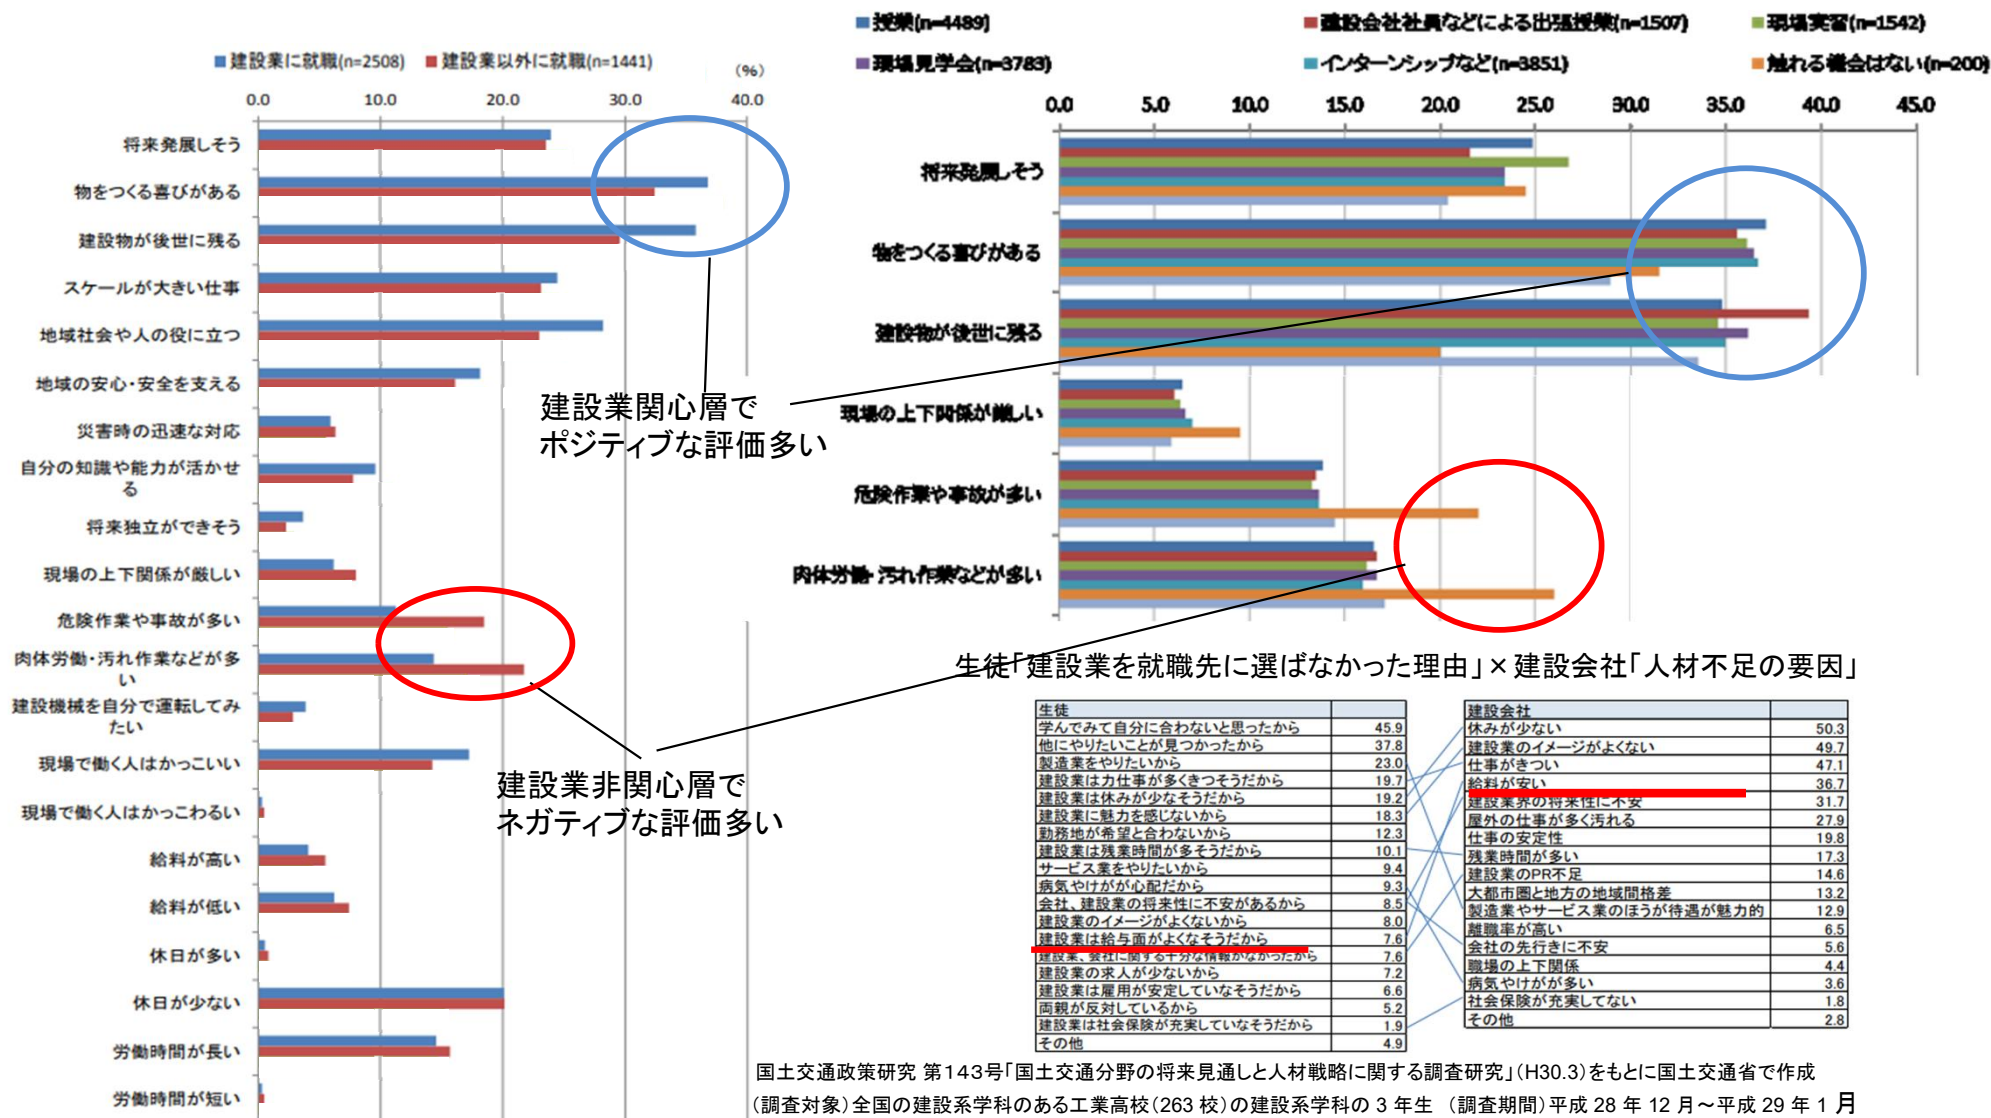 建設業に就職(n=2508) 建設業以外に就職(n=1441)
(%)
0.0 10.0 20.0 30.0 40.0
将来発展しそう
物をつくる喜びがある
建設物が後世に残る
スケールが大きい仕事
地域社会や人の役に立つ
地域の安心・安全を支える
災害時の迅速な対応
自分の知識や能力が活かせ
る
将来独立ができそう
現場の上下関係が厳しい
危険作業や事故が多い
肉体労働・汚れ作業などが多
い
建設機械を自分で運転してみ
たい
現場で働く人はかっこいい
現場で働く人はかっこわるい
給料が高い
給料が低い
休日が多い
休日が少ない
労働時間が長い
労働時間が短い
建設業関心層で
ポジティブな評価多い
建設業非関心層で
ネガティブな評価多い
授業(n=4489) 建設会社社員などによる出張授業(n=1507) 現場実習(n=1542)
現場見学会(n=3783) インターンシップなど(n=3851) 触れる機会はない(n=200)
0.0 5.0 10.0 15.0 20.0 25.0 30.0 35.0 40.0 45.0
将来発展しそう
物をつくる喜びがある
建設物が後世に残る
現場の上下関係が厳しい
危険作業や事故が多い
肉体労働・汚れ作業などが多い
生徒「建設業を就職先に選ばなかった理由」×建設会社「人材不足の要因」
生徒
学んでみて自分に合わないと思ったから 45.9
他にやりたいことが見つかったから 37.8
製造業をやりたいから 23.0
建設業は力仕事が多くきつそうだから 19.7
建設業は休みが少なそうだから 19.2
建設業に魅力を感じないから 18.3
勤務地が希望と合わないから 12.3
建設業は残業時間が多そうだから 10.1
サービス業をやりたいから 9.4
病気やけがが心配だから 9.3
会社、建設業の将来性に不安があるから 8.5
建設業のイメージがよくないから 8.0
建設業は給与面がよくなそうだから 7.6
建設業、会社に関する十分な情報がなかったから 7.6
建設業の求人が少ないから 7.2
建設業は雇用が安定していなそうだから 6.6
両親が反対しているから 5.2
建設業は社会保険が充実していなそうだから 1.9
その他 4.9
建設会社
休みが少ない 50.3
建設業のイメージがよくない 49.7
仕事がきつい 47.1
給料が安い 36.7
建設業界の将来性に不安 31.7
屋外の仕事が多く汚れる 27.9
仕事の安定性 19.8
残業時間が多い 17.3
建設業のPR不足 14.6
大都市圏と地方の地域間格差 13.2
製造業やサービス業のほうが待遇が魅力的 12.9
離職率が高い 6.5
会社の先行きに不安 5.6
職場の上下関係 4.4
病気やけがが多い 3.6
社会保険が充実してない 1.8
その他 2.8
国土交通政策研究 第143号「国土交通分野の将来見通しと人材戦略に関する調査研究」(H30.3)をもとに国土交通省で作成
(調査対象)全国の建設系学科のある工業高校(263 校)の建設系学科の 3 年生 (調査期間)平成 28 年 12 月~平成 29 年 1 月